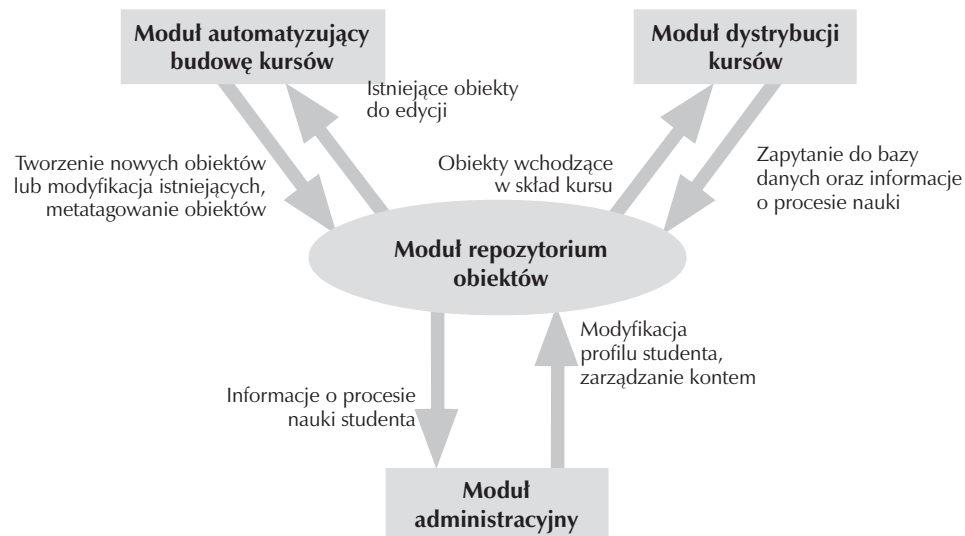 Moduł automatyzujący
budowę kursów
Moduł dystrybucji
kursów
Istniejące obiekty
do edycji
Tworzenie nowych obiektów
lub modyfikacja istniejących,
metatagowanie obiektów
Obiekty wchodzące
w skład kursu
Zapytanie do bazy
danych oraz informacje
o procesie nauki
Moduł repozytorium
obiektów
Modyfikacja
profilu studenta,
zarządzanie kontem
Informacje o procesie
nauki studenta
Moduł
administracyjny